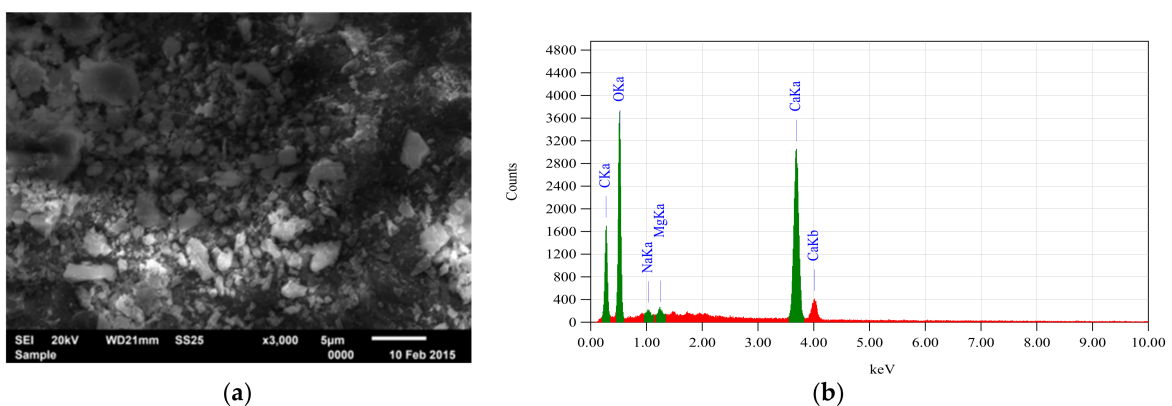 SEI 20kV WD21mm SS25 x3,000 5μm
Sample 0000 10 Feb 2015
(a)
4800
4400
4000
3600
3200
2800
2400
2000
1600
1200
800
400
0
Counts
CKa
OKa
NaKa
MgKa
CaKa
CaKb
0.00 1.00 2.00 3.00 4.00 5.00 6.00 7.00 8.00 9.00 10.00
keV
(b)